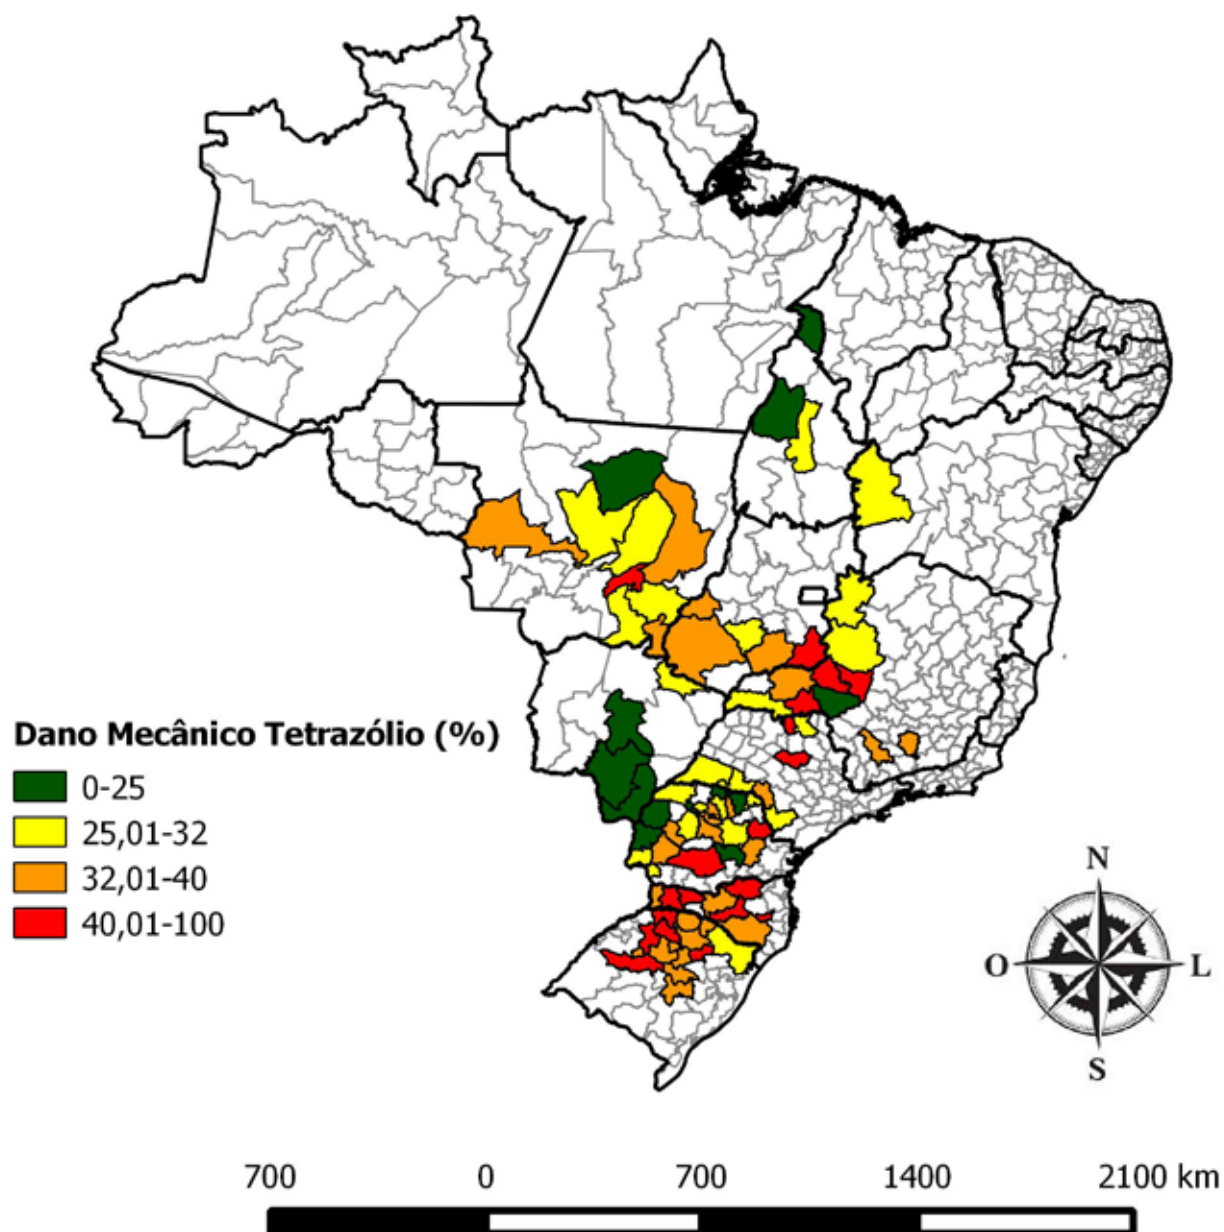 Dano Mecânico Tetrazólio (%)
0-25
25,01-32
32,01-40
40,01-100
N
O
L
S
700 0 700 1400 2100 km